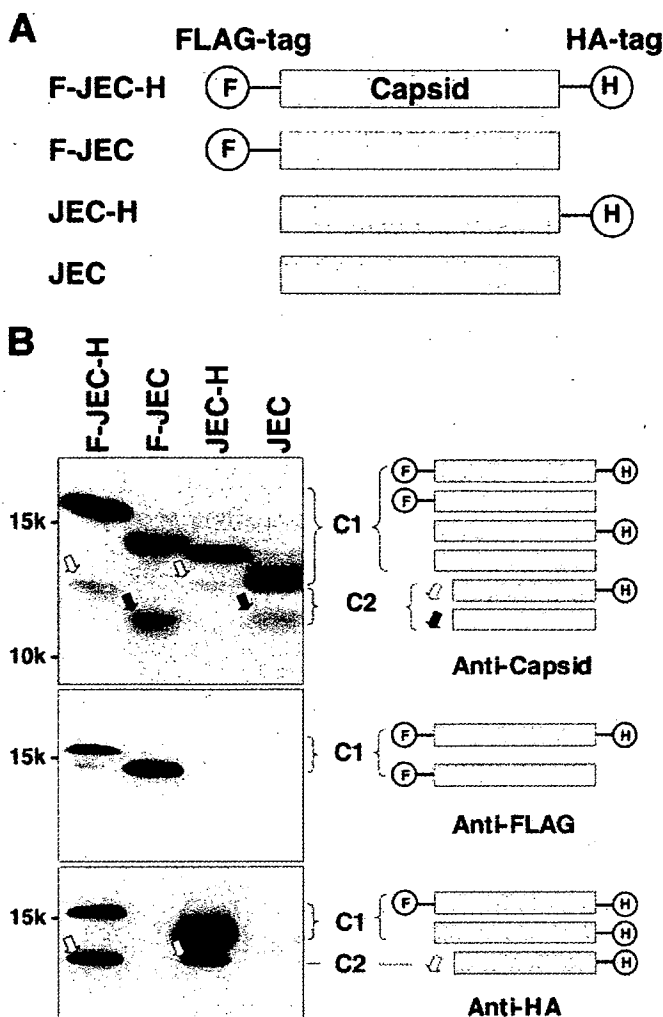 A
FLAG-tag HA-tag
F-JEC-H F Capsid H
F-JEC F
JEC-H H
JEC
B
F-JEC-H F-JEC JEC-H JEC
F H
F
15k C1 H
C2 H
10k
Anti-Capsid
F H
15k C1
F
Anti-FLAG
F H
15k C1
H
C2 H
Anti-HA